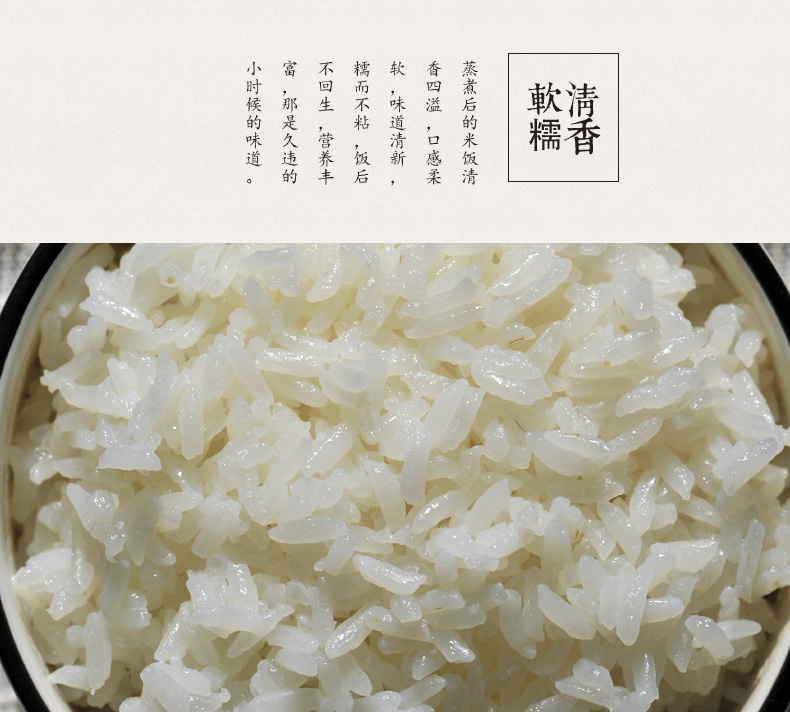 清香
軟糯
蒸煮后的米饭清
香四溢，口感柔
软，味道清新，
糯而不粘，饭后
不回生，营养丰
富，那是久违的
小时候的味道。